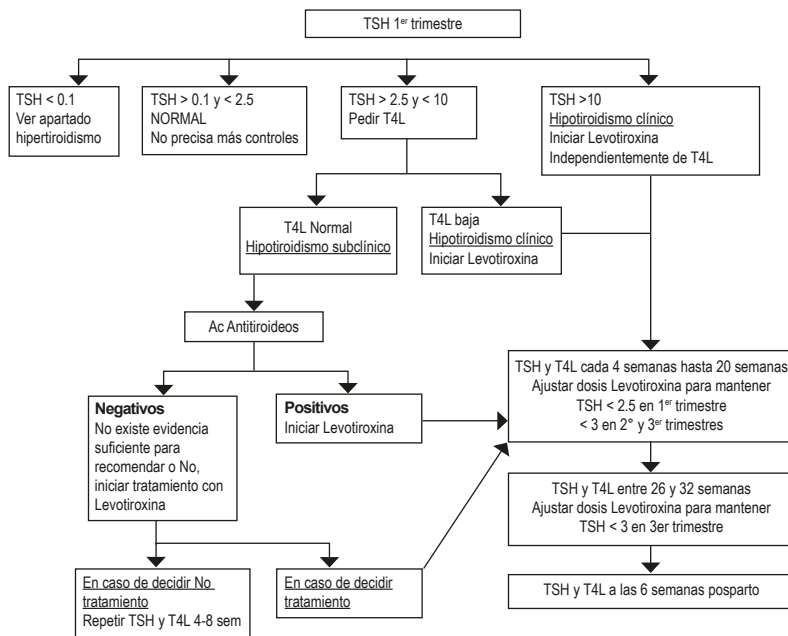 TSH 1er trimestre
TSH < 0.1
Ver apartado
hipertiroidismo
TSH > 0.1 y < 2.5
NORMAL
No precisa más controles
TSH > 2.5 y < 10
Pedir T4L
TSH >10
Hipotiroidismo clínico
Iniciar Levotiroxina
Independientemente de T4L
T4L Normal
Hipotiroidismo subclínico
T4L baja
Hipotiroidismo clínico
Iniciar Levotiroxina
Ac Antitiroideos
Negativos
No existe evidencia
suficiente para
recomendar o No,
iniciar tratamiento con
Levotiroxina
Positivos
Iniciar Levotiroxina
TSH y T4L cada 4 semanas hasta 20 semanas
Ajustar dosis Levotiroxina para mantener
TSH < 2.5 en 1er trimestre
< 3 en 2° y 3er trimestres
TSH y T4L entre 26 y 32 semanas
Ajustar dosis Levotiroxina para mantener
TSH < 3 en 3er trimestre
En caso de decidir No
tratamiento
Repetir TSH y T4L 4-8 sem
En caso de decidir
tratamiento
TSH y T4L a las 6 semanas posparto